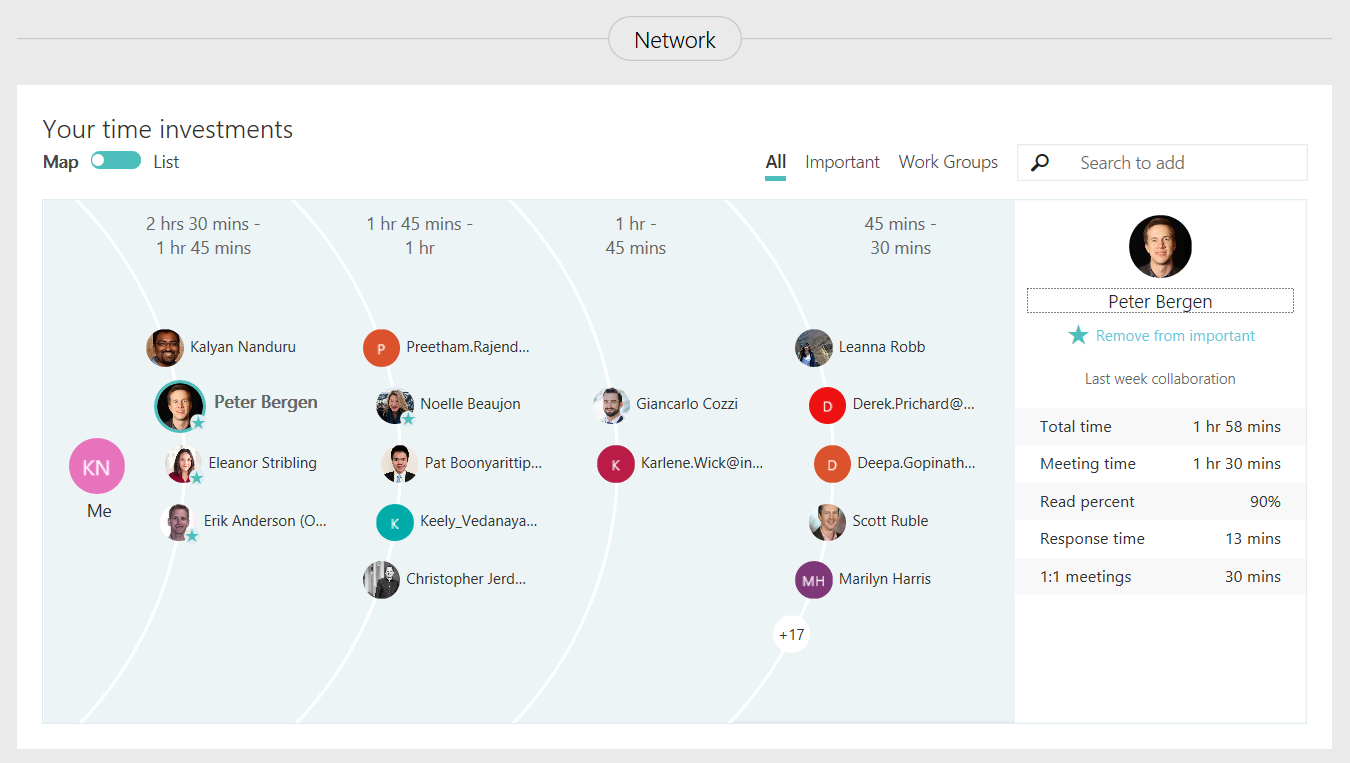 Network
Your time investments
Map List
All Important Work Groups Search to add
2 hrs 30 mins -
1 hr 45 mins
1 hr 45 mins -
1 hr
1 hr -
45 mins
45 mins -
30 mins
KN
Me
Kalyan Nanduru
Peter Bergen
Eleanor Stribling
Erik Anderson (O...
P Preetham.Rajend...
Noelle Beaujon
Pat Boonyarittip...
K Keely_Vedanaya...
Christopher Jerd...
Giancarlo Cozzi
K Karlene.Wick@in...
Leanna Robb
D Derek.Prichard@...
D Deepa.Gopinath...
Scott Ruble
MH Marilyn Harris
+17
Peter Bergen
Remove from important
Last week collaboration
Total time 1 hr 58 mins
Meeting time 1 hr 30 mins
Read percent 90%
Response time 13 mins
1:1 meetings 30 mins